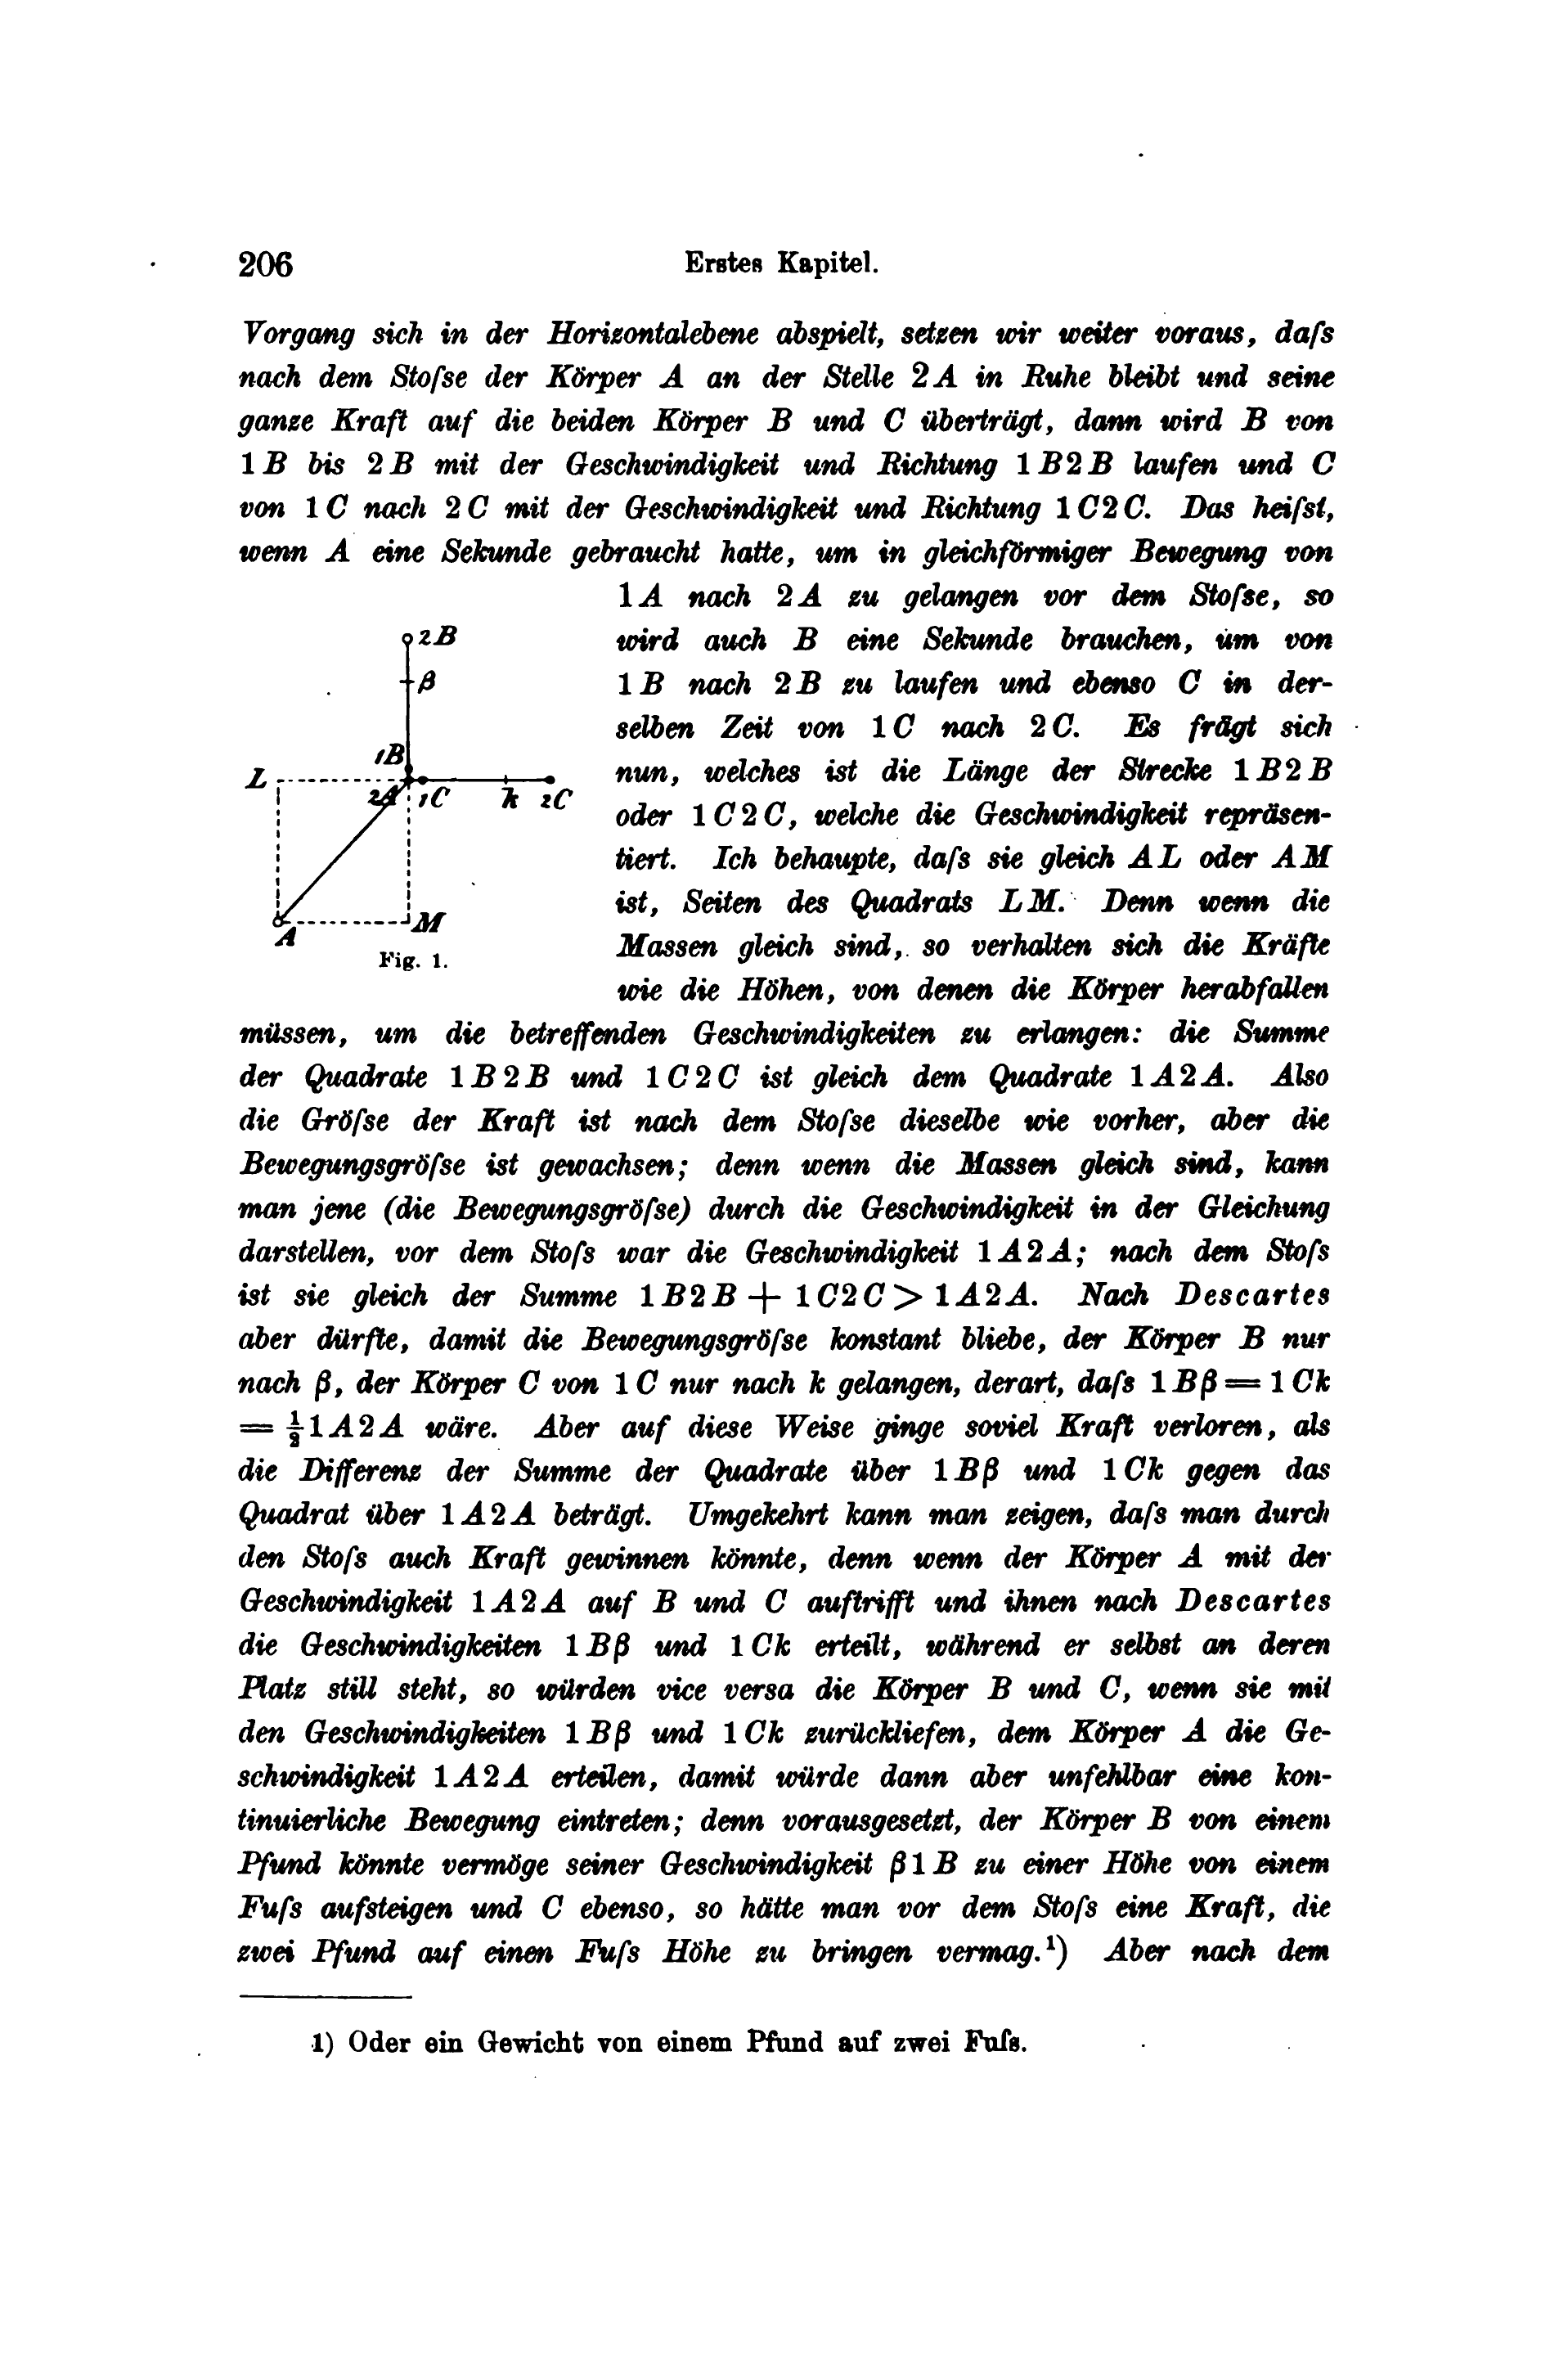 206
Erstes Kapitel.
Vorgang sich in der Horizontalebene abspielt, setzen wir weiter voraus, daſs
nach dem Stoſse der Körper A an der Stelle 2A in Ruhe bleibt und seine
ganze Kraft auf die beiden Körper B und C überträgt, dann wird B von
1B bis 2B mit der Geschwindigkeit und Richtung 1B2B laufen und C
von 1C nach 2C mit der Geschwindigkeit und Richtung 1C2C. Das heiſst,
wenn A eine Sekunde gebraucht hatte, um in gleichförmiger Bewegung von
1A nach 2A zu gelangen vor dem Stoſse, so
wird auch B eine Sekunde brauchen, um von
1B nach 2B zu laufen und ebenso C in der-
selben Zeit von 1C nach 2C. Es frägt sich
nun, welches ist die Länge der Strecke 1B2B
oder 1C2C, welche die Geschwindigkeit repräsen-
tiert. Ich behaupte, daſs sie gleich AL oder AM
ist, Seiten des Quadrats LM. Denn wenn die
Massen gleich sind, so verhalten sich die Kräfte
wie die Höhen, von denen die Körper herabfallen
2B
β
1B
L
2A
1C
k
2C
A
M
Fig. 1.
müssen, um die betreffenden Geschwindigkeiten zu erlangen: die Summe
der Quadrate 1B2B und 1C2C ist gleich dem Quadrate 1A2A. Also
die Gröſse der Kraft ist nach dem Stoſse dieselbe wie vorher, aber die
Bewegungsgröſse ist gewachsen; denn wenn die Massen gleich sind, kann
man jene (die Bewegungsgröſse) durch die Geschwindigkeit in der Gleichung
darstellen, vor dem Stoſs war die Geschwindigkeit 1A2A; nach dem Stoſs
ist sie gleich der Summe 1B2B + 1C2C > 1A2A. Nach Descartes
aber dürfte, damit die Bewegungsgröſse konstant bliebe, der Körper B nur
nach β, der Körper C von 1C nur nach k gelangen, derart, daſs 1Bβ = 1Ck
= ½1A2A wäre. Aber auf diese Weise ginge soviel Kraft verloren, als
die Differenz der Summe der Quadrate über 1Bβ und 1Ck gegen das
Quadrat über 1A2A beträgt. Umgekehrt kann man zeigen, daſs man durch
den Stoſs auch Kraft gewinnen könnte, denn wenn der Körper A mit der
Geschwindigkeit 1A2A auf B und C auftrifft und ihnen nach Descartes
die Geschwindigkeiten 1Bβ und 1Ck erteilt, während er selbst an deren
Platz still steht, so würden vice versa die Körper B und C, wenn sie mit
den Geschwindigkeiten 1Bβ und 1Ck zurückliefen, dem Körper A die Ge-
schwindigkeit 1A2A erteilen, damit würde dann aber unfehlbar eine kon-
tinuierliche Bewegung eintreten; denn vorausgesetzt, der Körper B von einem
Pfund könnte vermöge seiner Geschwindigkeit β1B zu einer Höhe von einem
Fuſs aufsteigen und C ebenso, so hätte man vor dem Stoſs eine Kraft, die
zwei Pfund auf einen Fuſs Höhe zu bringen vermag.¹) Aber nach dem
1) Oder ein Gewicht von einem Pfund auf zwei Fuſs.